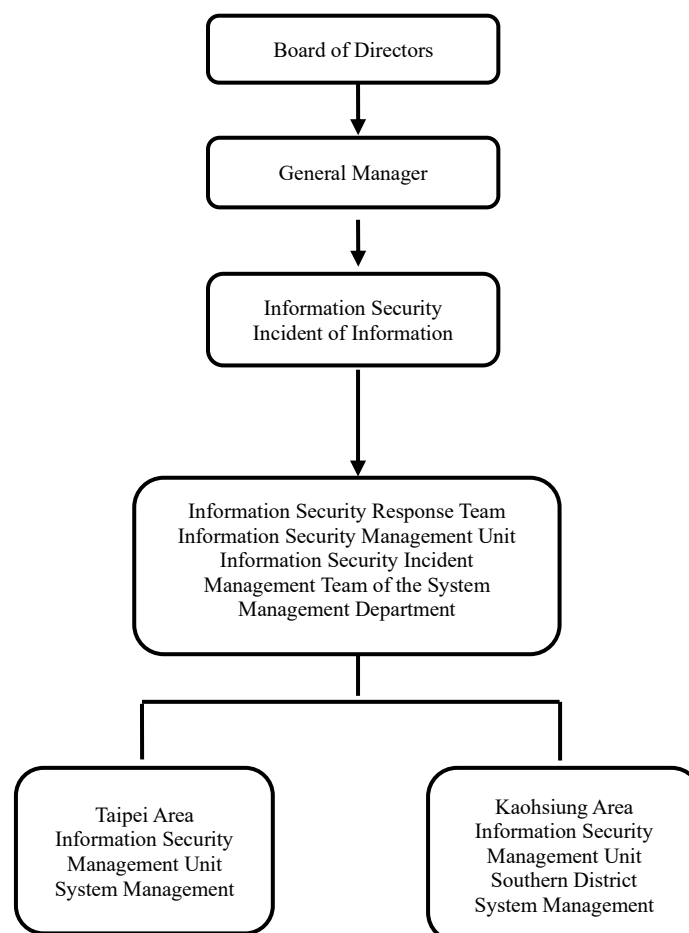 Board of Directors
General Manager
Information Security
Incident of Information
Information Security Response Team
Information Security Management Unit
Information Security Incident
Management Team of the System
Management Department
Taipei Area
Information Security
Management Unit
System Management
Kaohsiung Area
Information Security
Management Unit
Southern District
System Management